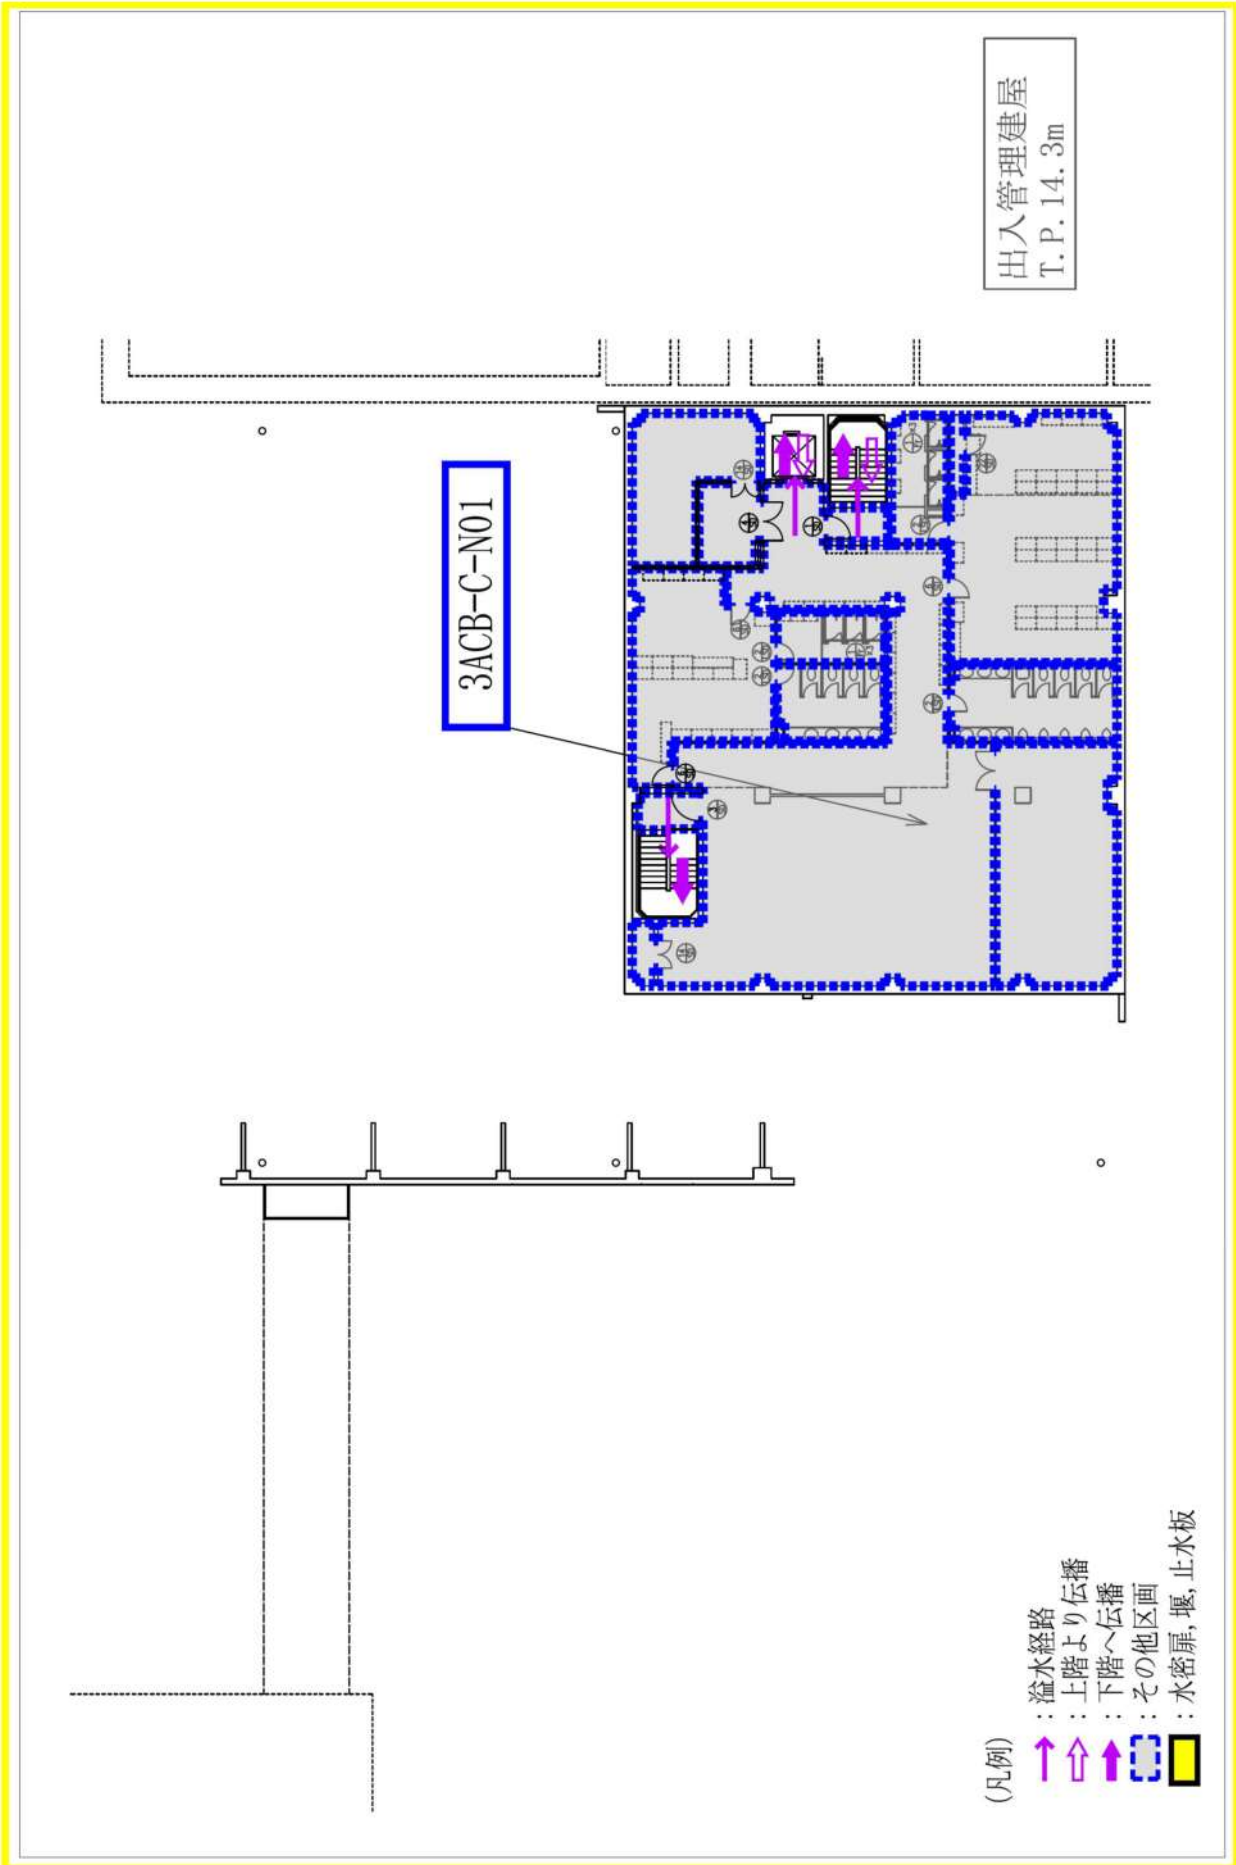 3ACB-C-N01
出入管理建屋
T.P.14.3m
(凡例)
：溢水経路
：上階より伝播
：下階へ伝播
：その他区画
：水密扉,堰,止水板